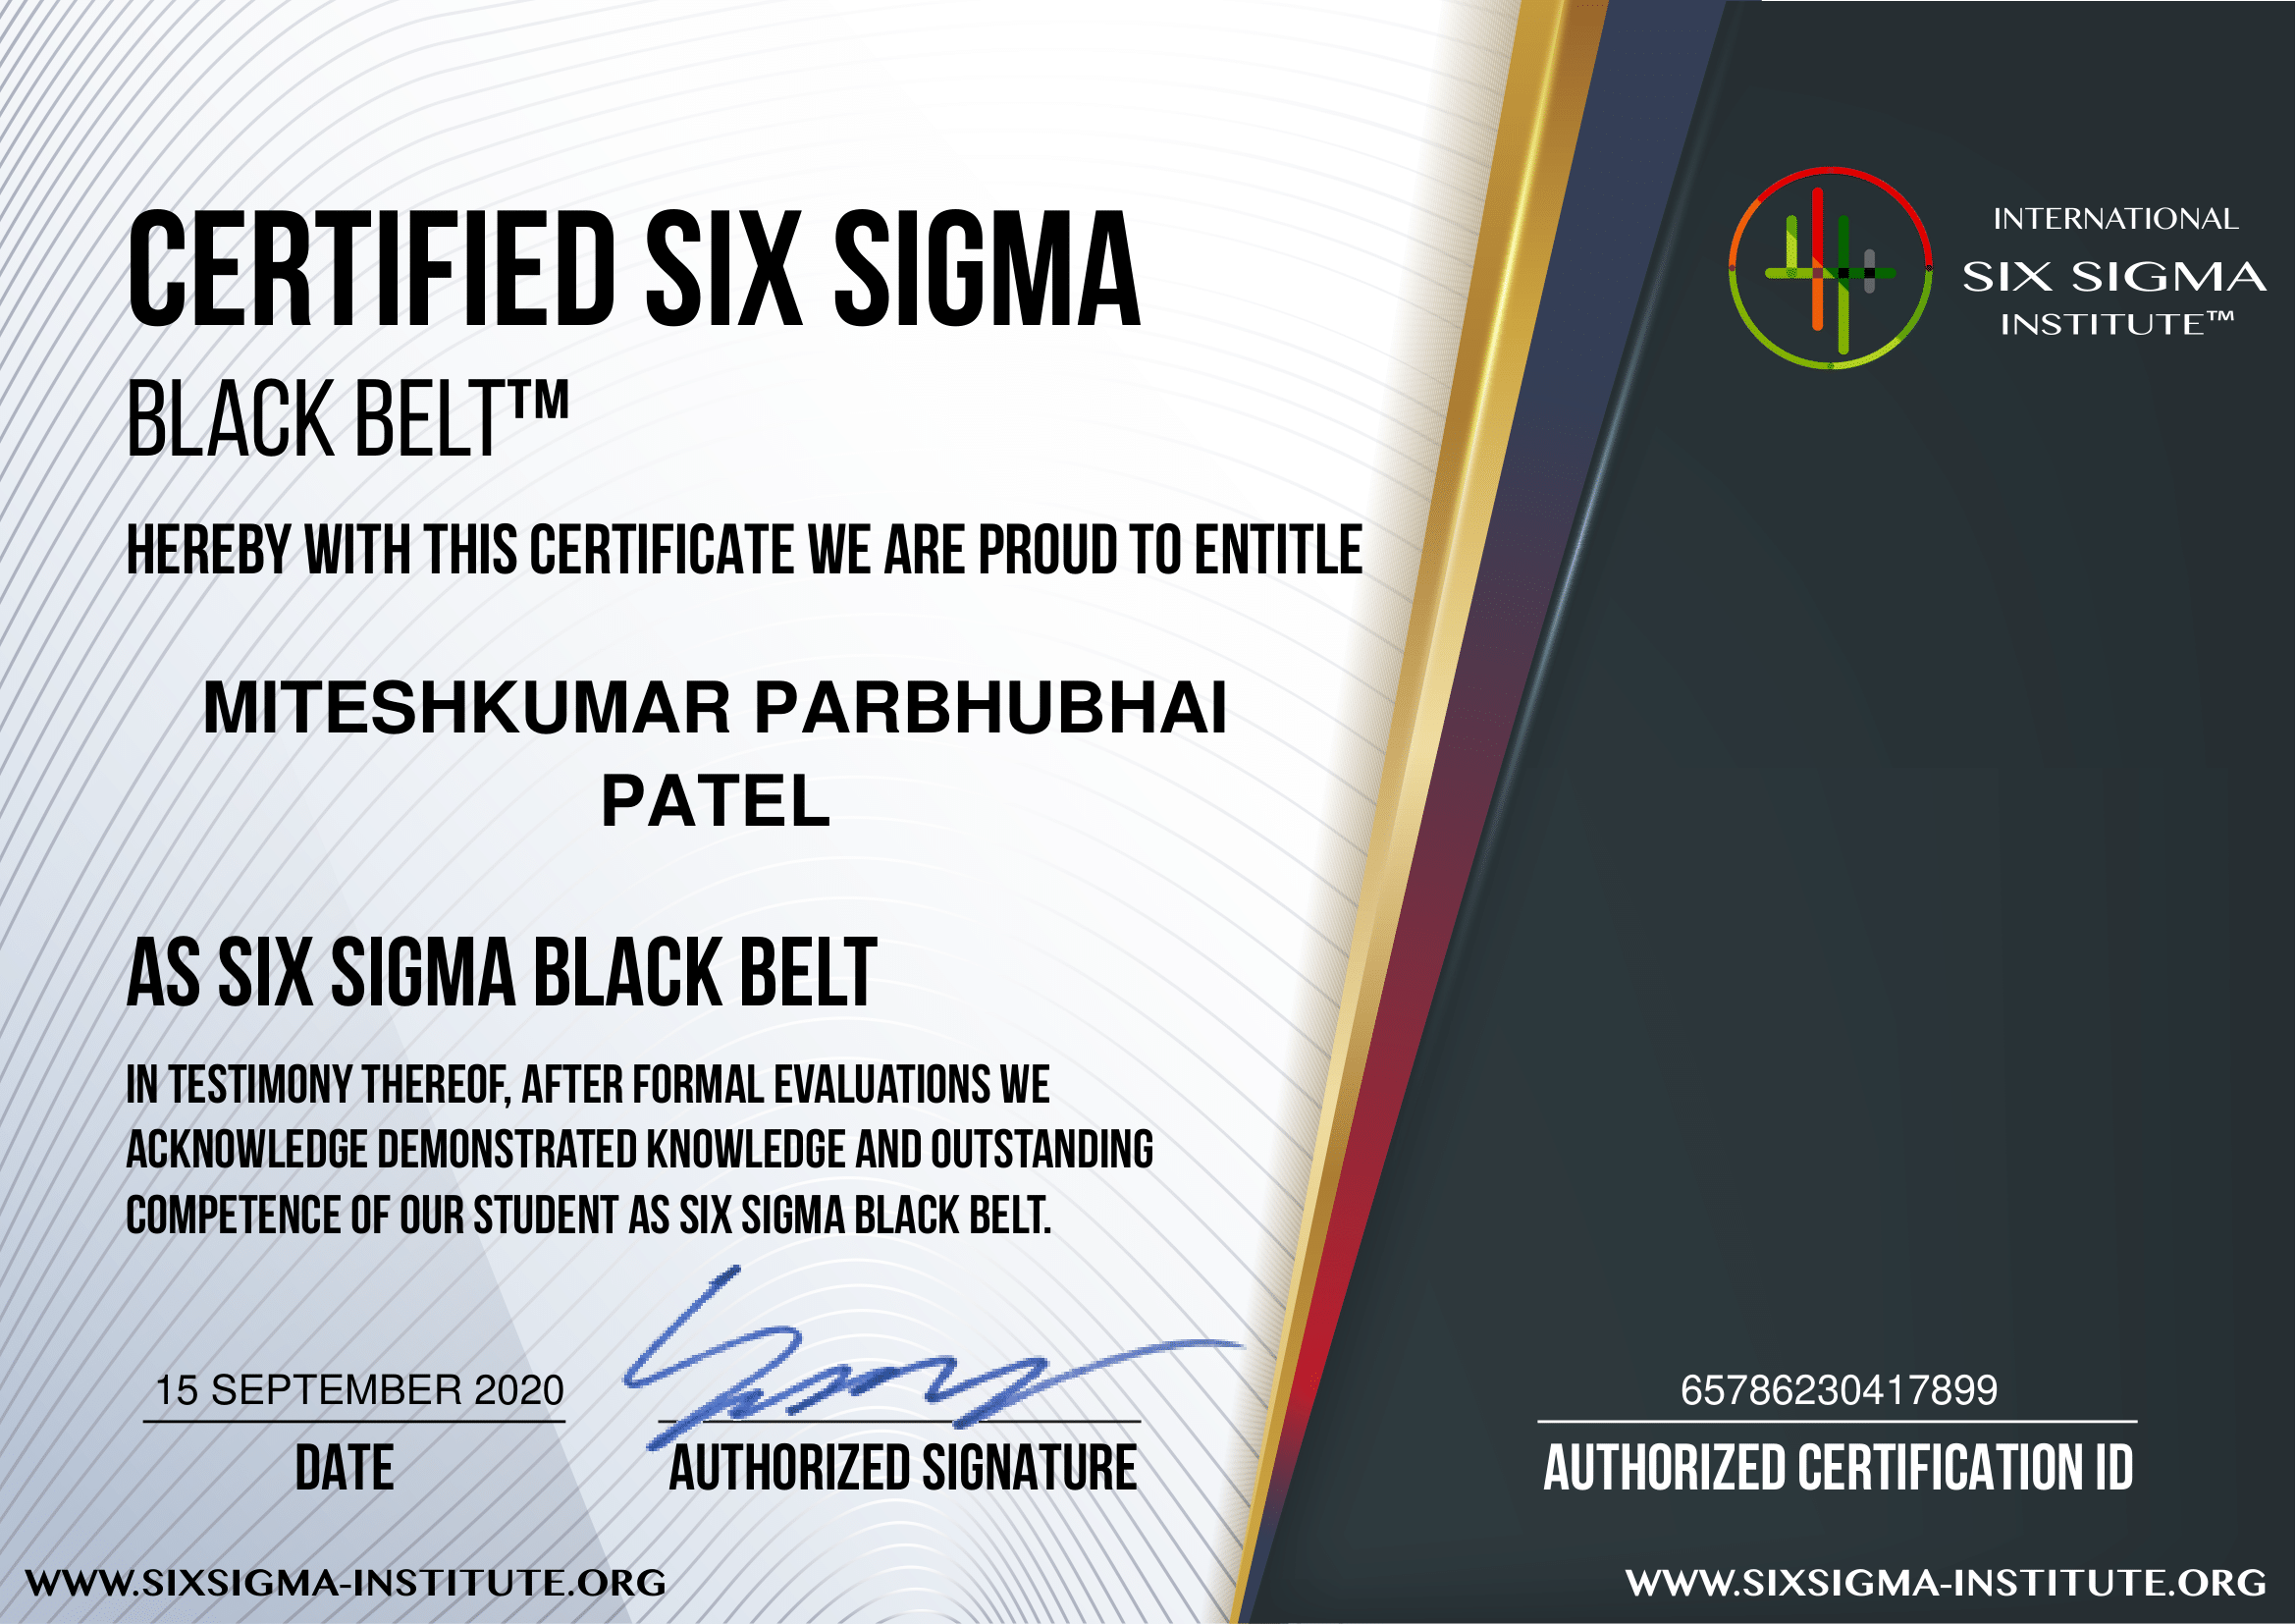 CERTIFIED SIX SIGMA
BLACK BELT™
HEREBY WITH THIS CERTIFICATE WE ARE PROUD TO ENTITLE
MITESHKUMAR PARBHUBHAI
PATEL
AS SIX SIGMA BLACK BELT
IN TESTIMONY THEREOF, AFTER FORMAL EVALUATIONS WE
ACKNOWLEDGE DEMONSTRATED KNOWLEDGE AND OUTSTANDING
COMPETENCE OF OUR STUDENT AS SIX SIGMA BLACK BELT.
15 SEPTEMBER 2020
DATE
AUTHORIZED SIGNATURE
WWW.SIXSIGMA-INSTITUTE.ORG
INTERNATIONAL
SIX SIGMA
INSTITUTE™
65786230417899
AUTHORIZED CERTIFICATION ID
WWW.SIXSIGMA-INSTITUTE.ORG